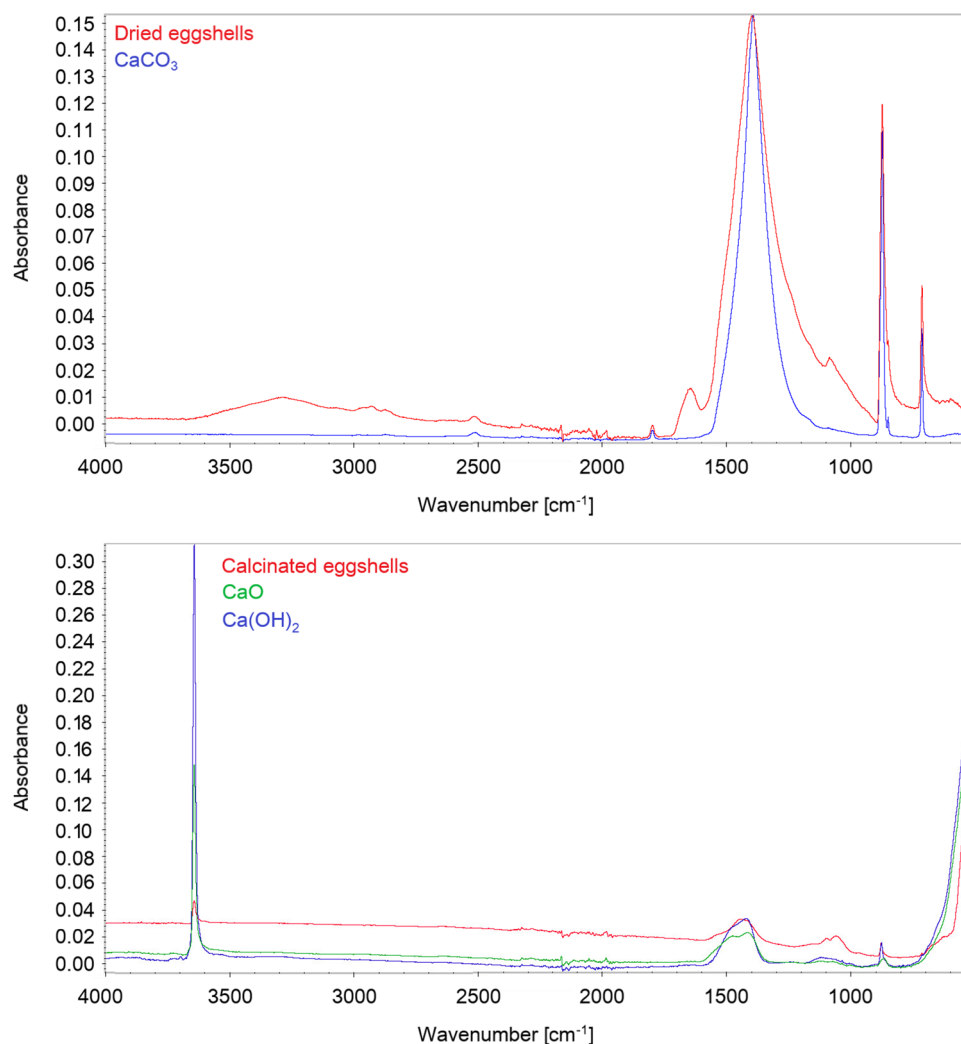 Dried eggshells
CaCO₃
Absorbance
0.15
0.14
0.13
0.12
0.11
0.10
0.09
0.08
0.07
0.06
0.05
0.04
0.03
0.02
0.01
0.00
4000 3500 3000 2500 2000 1500 1000
Wavenumber [cm⁻¹]
Calcinated eggshells
CaO
Ca(OH)₂
Absorbance
0.30
0.28
0.26
0.24
0.22
0.20
0.18
0.16
0.14
0.12
0.10
0.08
0.06
0.04
0.02
0.00
4000 3500 3000 2500 2000 1500 1000
Wavenumber [cm⁻¹]